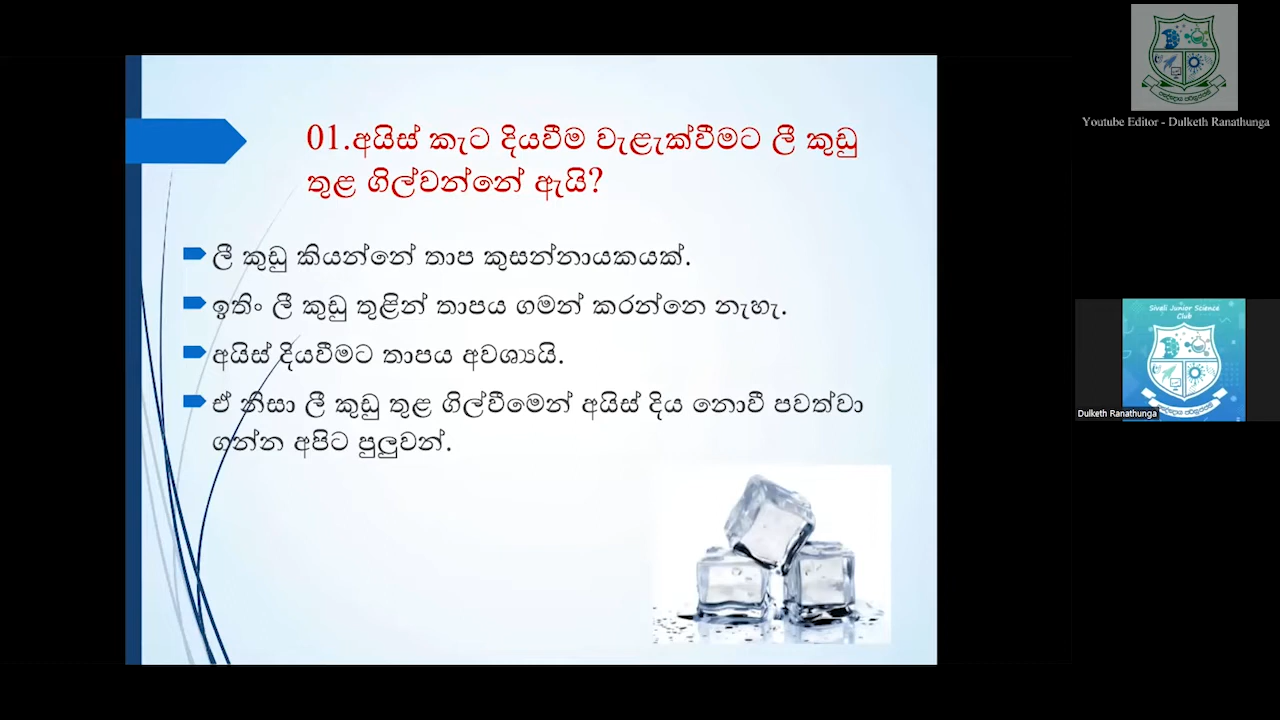 01.අයිස් කැට දියවීම වැළැක්වීමට ලී කුඩු
තුළ ගිල්වන්නේ ඇයි?
ලී කුඩු කියන්නේ තාප කුසන්නායකයක්.
ඉතිං ලී කුඩු තුළින් තාපය ගමන් කරන්නෙ නැහැ.
අයිස් දියවීමට තාපය අවශ්‍යයි.
ඒ නිසා ලී කුඩු තුළ ගිල්වීමෙන් අයිස් දිය නොවී පවත්වා
ගන්න අපිට පුලුවන්.
Youtube Editor - Dulketh Ranathunga
Sivali Junior Science
Club
Dulketh Ranathunga